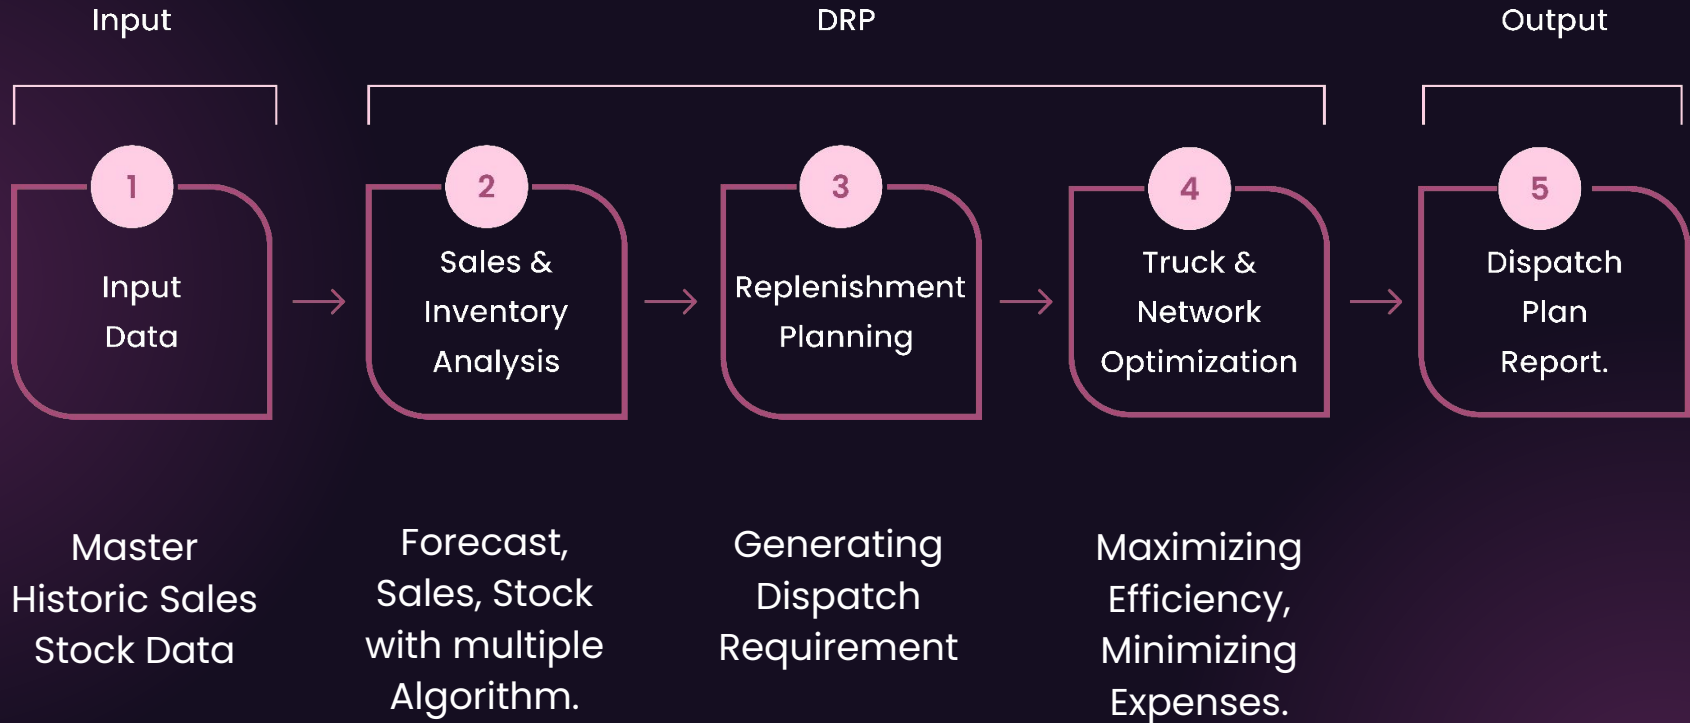 Input
DRP
Output
1
Input
Data
2
Sales &
Inventory
Analysis
3
Replenishment
Planning
4
Truck &
Network
Optimization
5
Dispatch
Plan
Report.
Master
Historic Sales
Stock Data
Forecast,
Sales, Stock
with multiple
Algorithm.
Generating
Dispatch
Requirement
Maximizing
Efficiency,
Minimizing
Expenses.